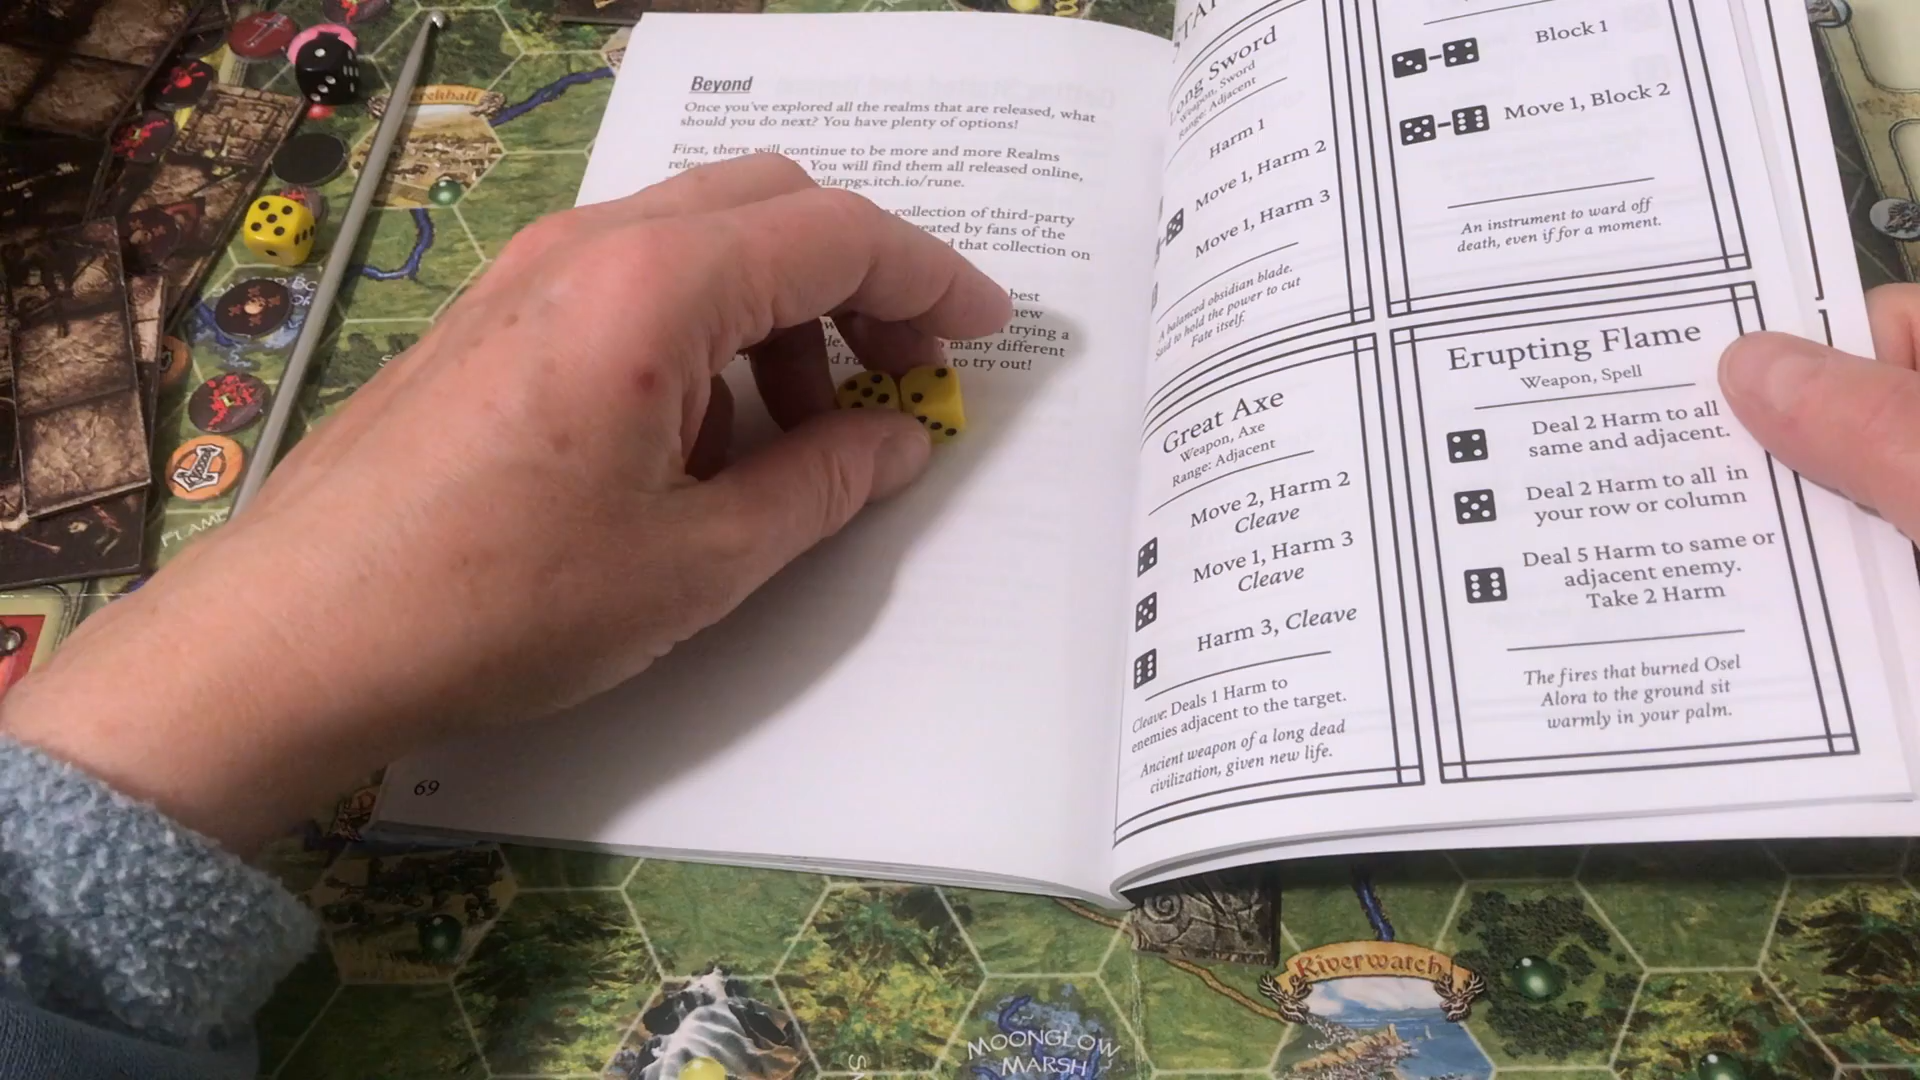 Beyond
Once you've explored all the realms that are released, what
should you do next? You have plenty of options!
First, there will continue to be more and more Realms
You will find them all released online,
gilarpgs.itch.io/rune.
collection of third-party
created by fans of the
that collection on
best
new
trying a
many different
to try out!
69
Long Sword
Weapon, Sword
Range: Adjacent
Harm 1
Move 1, Harm 2
Move 1, Harm 3
A balanced obsidian blade.
Said to hold the power to cut
Fate itself.
Block 1
Move 1, Block 2
An instrument to ward off
death, even if for a moment.
Great Axe
Weapon, Axe
Range: Adjacent
Move 2, Harm 2
Cleave
Move 1, Harm 3
Cleave
Harm 3, Cleave
Cleave: Deals 1 Harm to
enemies adjacent to the target.
Ancient weapon of a long dead
civilization, given new life.
Erupting Flame
Weapon, Spell
Deal 2 Harm to all
same and adjacent.
Deal 2 Harm to all in
your row or column
Deal 5 Harm to same or
adjacent enemy.
Take 2 Harm
The fires that burned Osel
Alora to the ground sit
warmly in your palm.
FLAME
Riverwatch
MOONGLOW
MARSH